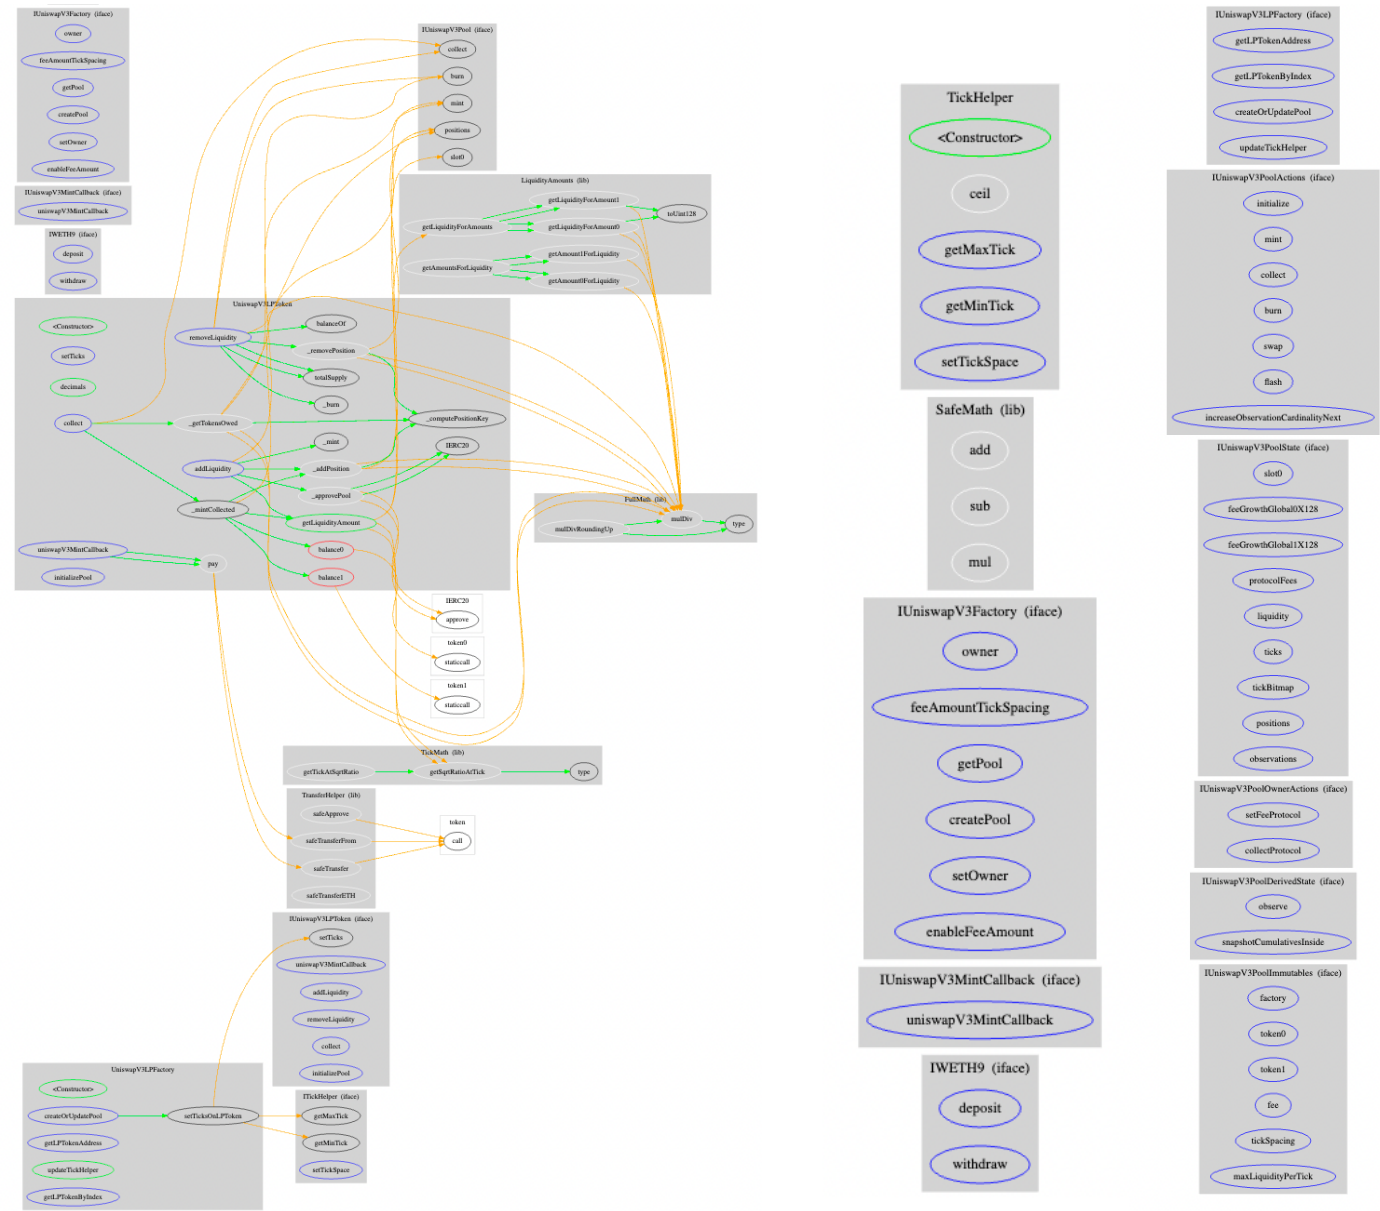 IUniswapV3Factory (iface)
owner
feeAmountTickSpacing
getPool
createPool
setOwner
enableFeeAmount
IUniswapV3MintCallback (iface)
uniswapV3MintCallback
IWETH9 (iface)
deposit
withdraw
IUniswapV3Pool (iface)
collect
burn
mint
positions
slot0
LiquidityAmounts (lib)
getLiquidityForAmount1
toUint128
getLiquidityForAmounts
getLiquidityForAmount0
getAmount1ForLiquidity
getAmountsForLiquidity
getAmount0ForLiquidity
UniswapV3LPToken
<Constructor>
setTicks
decimals
collect
uniswapV3MintCallback
initializePool
removeLiquidity
_getTokensOwed
addLiquidity
_mintCollected
pay
balanceOf
_removePosition
totalSupply
_burn
_mint
_addPosition
_approvePool
getLiquidityAmount
balance0
balance1
_computePositionKey
IERC20
FullMath (lib)
mulDivRoundingUp
mulDiv
type
IERC20
approve
token0
staticcall
token1
staticcall
TickMath (lib)
getTickAtSqrtRatio
getSqrtRatioAtTick
type
TransferHelper (lib)
safeApprove
safeTransferFrom
safeTransfer
safeTransferETH
token
call
IUniswapV3LPToken (iface)
setTicks
uniswapV3MintCallback
addLiquidity
removeLiquidity
collect
initializePool
UniswapV3LPFactory
<Constructor>
createOrUpdatePool
getLPTokenAddress
updateTickHelper
getLPTokenByIndex
setTicksOnLPToken
ITickHelper (iface)
getMaxTick
getMinTick
setTickSpace
TickHelper
<Constructor>
ceil
getMaxTick
getMinTick
setTickSpace
SafeMath (lib)
add
sub
mul
IUniswapV3Factory (iface)
owner
feeAmountTickSpacing
getPool
createPool
setOwner
enableFeeAmount
IUniswapV3MintCallback (iface)
uniswapV3MintCallback
IWETH9 (iface)
deposit
withdraw
IUniswapV3LPFactory (iface)
getLPTokenAddress
getLPTokenByIndex
createOrUpdatePool
updateTickHelper
IUniswapV3PoolActions (iface)
initialize
mint
collect
burn
swap
flash
increaseObservationCardinalityNext
IUniswapV3PoolState (iface)
slot0
feeGrowthGlobal0X128
feeGrowthGlobal1X128
protocolFees
liquidity
ticks
tickBitmap
positions
observations
IUniswapV3PoolOwnerActions (iface)
setFeeProtocol
collectProtocol
IUniswapV3PoolDerivedState (iface)
observe
snapshotCumulativesInside
IUniswapV3PoolImmutables (iface)
factory
token0
token1
fee
tickSpacing
maxLiquidityPerTick